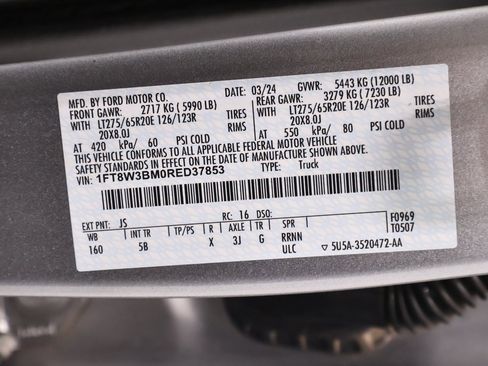 MFD. BY FORD MOTOR CO. DATE: 03/24 GVWR: 5443 KG (12000 LB)
FRONT GAWR: 2717 KG (5990 LB) REAR GAWR: 3279 KG (7230 LB)
WITH LT275/65R20E 126/123R TIRES WITH LT275/65R20E 126/123R TIRES
20X8.0J RIMS 20X8.0J RIMS
AT 420 kPa/ 60 PSI COLD AT 550 kPa/ 80 PSI COLD
THIS VEHICLE CONFORMS TO ALL APPLICABLE FEDERAL MOTOR VEHICLE
SAFETY STANDARDS IN EFFECT ON THE DATE OF MANUFACTURE SHOWN ABOVE.
VIN: 1FT8W3BM0RED37853 TYPE: Truck
EXT PNT: JS RC: 16 DSO: F0969
WB INT TR TP/PS R AXLE TR SPR T0507
160 5B X 3J G RRNN
ULC ▽ 5U5A-3520472-AA